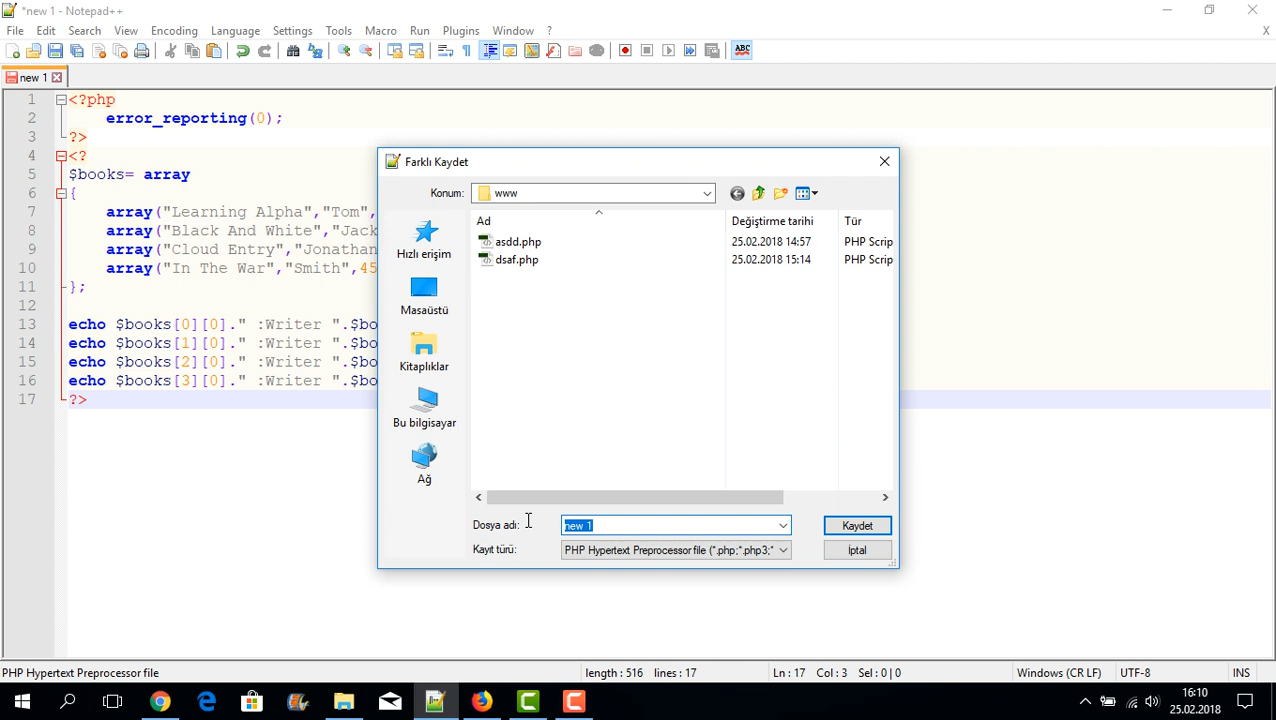 *new 1 - Notepad++
File Edit Search View Encoding Language Settings Tools Macro Run Plugins Window ? X
ABC
new 1
1 <?php
2 error_reporting(0);
3 ?>
4 <?
5 $books= array
6 {
7 array("Learning Alpha","Tom",
8 array("Black And White","Jack
9 array("Cloud Entry","Jonathan
10 array("In The War","Smith",45
11 };
12
13 echo $books[0][0]." :Writer ".$bo
14 echo $books[1][0]." :Writer ".$bo
15 echo $books[2][0]." :Writer ".$bo
16 echo $books[3][0]." :Writer ".$bo
17 ?>
Farklı Kaydet
Konum: www
Hızlı erişim
Masaüstü
Kitaplıklar
Bu bilgisayar
Ağ
Ad Değiştirme tarihi Tür
asdd.php 25.02.2018 14:57 PHP Scrip
dsaf.php 25.02.2018 15:14 PHP Scrip
Dosya adı: new 1 Kaydet
Kayıt türü: PHP Hypertext Preprocessor file (*.php;*.php3;* İptal
PHP Hypertext Preprocessor file length : 516 lines : 17 Ln : 17 Col : 3 Sel : 0 | 0 Windows (CR LF) UTF-8 INS
16:10
25.02.2018